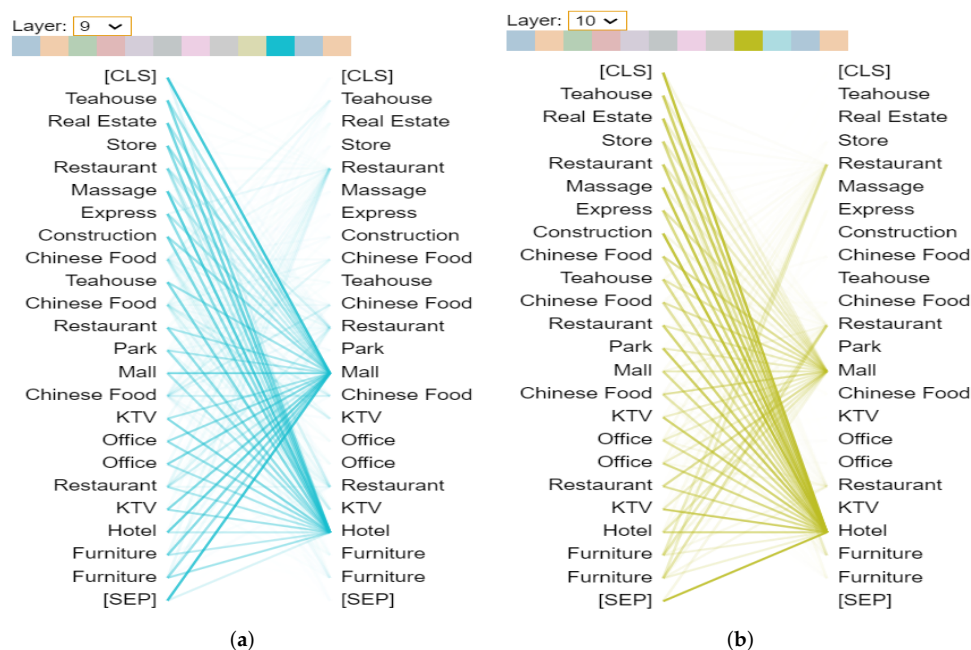 Layer: 9
[CLS] [CLS]
Teahouse Teahouse
Real Estate Real Estate
Store Store
Restaurant Restaurant
Massage Massage
Express Express
Construction Construction
Chinese Food Chinese Food
Teahouse Teahouse
Chinese Food Chinese Food
Restaurant Restaurant
Park Park
Mall Mall
Chinese Food Chinese Food
KTV KTV
Office Office
Office Office
Restaurant Restaurant
KTV KTV
Hotel Hotel
Furniture Furniture
Furniture Furniture
[SEP] [SEP]
(a)
Layer: 10
[CLS] [CLS]
Teahouse Teahouse
Real Estate Real Estate
Store Store
Restaurant Restaurant
Massage Massage
Express Express
Construction Construction
Chinese Food Chinese Food
Teahouse Teahouse
Chinese Food Chinese Food
Restaurant Restaurant
Park Park
Mall Mall
Chinese Food Chinese Food
KTV KTV
Office Office
Office Office
Restaurant Restaurant
KTV KTV
Hotel Hotel
Furniture Furniture
Furniture Furniture
[SEP] [SEP]
(b)